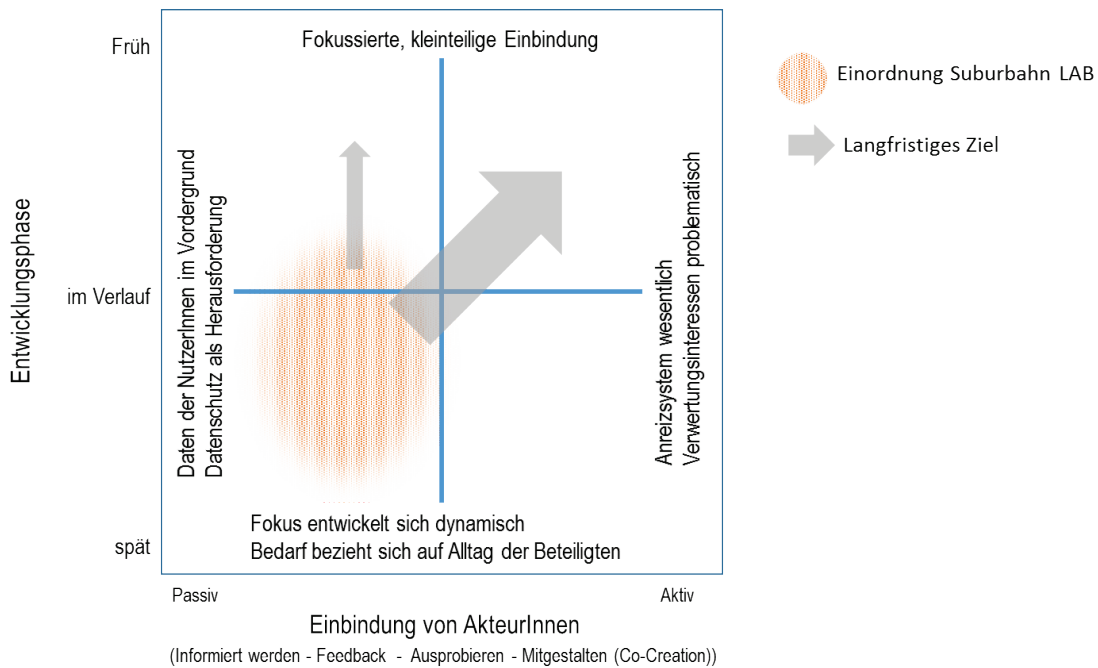 Früh
Fokussierte, kleinteilige Einbindung
Einordnung Suburbahn LAB
Langfristiges Ziel
Entwicklungsphase
im Verlauf
Daten der NutzerInnen im Vordergrund
Datenschutz als Herausforderung
Anreizsystem wesentlich
Verwertungsinteressen problematisch
Fokus entwickelt sich dynamisch
Bedarf bezieht sich auf Alltag der Beteiligten
spät
Passiv
Aktiv
Einbindung von AkteurInnen
(Informiert werden - Feedback - Ausprobieren - Mitgestalten (Co-Creation))